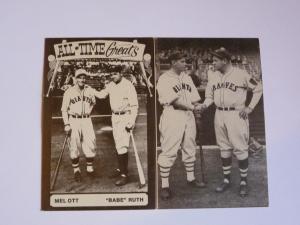 ALL-TIME Greats
GIANTS
GIANTS
BRAVES
MEL OTT
"BABE" RUTH